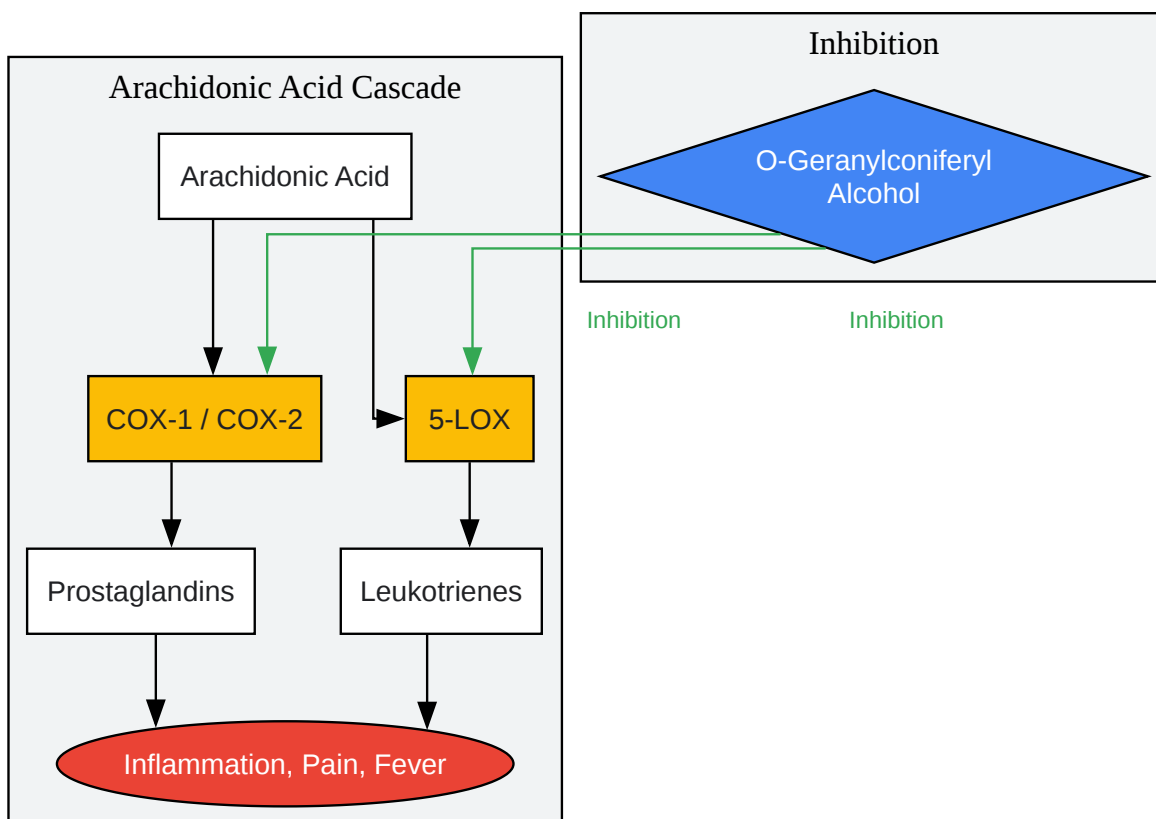 Inhibition
Arachidonic Acid Cascade
O-Geranylconiferyl
Alcohol
Arachidonic Acid
Inhibition
Inhibition
COX-1 / COX-2
5-LOX
Prostaglandins
Leukotrienes
Inflammation, Pain, Fever